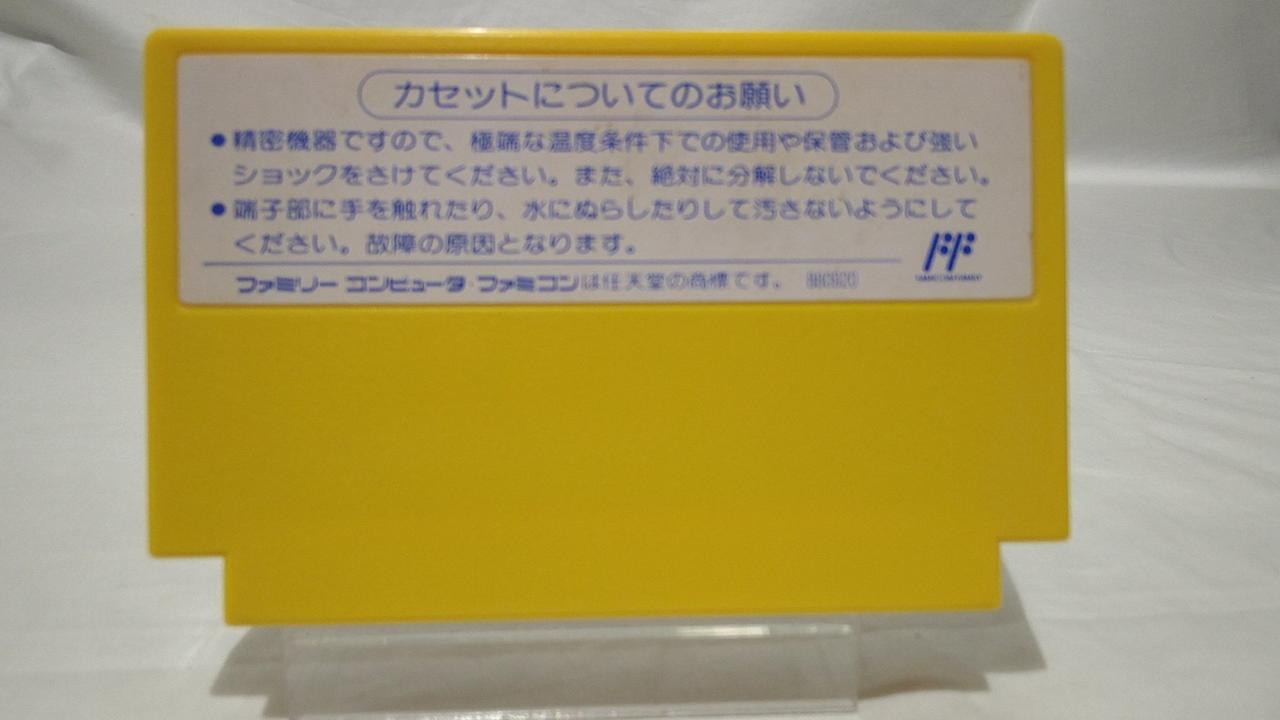 カセットについてのお願い
●精密機器ですので、極端な温度条件下での使用や保管および強い
ショックをさけてください。また、絶対に分解しないでください。
●端子部に手を触れたり、水にぬらしたりして汚さないようにして
ください。故障の原因となります。
ファミリーコンピュータ・ファミコンは任天堂の商標です。